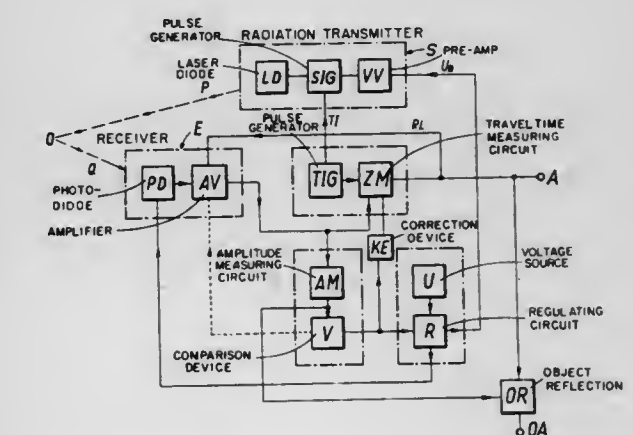 PULSE
GENERATOR
RADIATION TRANSMITTER
S
PRE-AMP
LASER
DIODE
LD
SIG
VV
U₀
P
O
PULSE
GENERATOR
TI
RL
RECEIVER
E
TRAVEL TIME
MEASURING
CIRCUIT
Q
PHOTO-
DIODE
PD
AV
TIG
ZM
A
AMPLIFIER
CORRECTION
DEVICE
KE
AMPLITUDE
MEASURING
CIRCUIT
AM
U
VOLTAGE
SOURCE
V
R
REGULATING
CIRCUIT
COMPARISON
DEVICE
OBJECT
REFLECTION
OR
OA